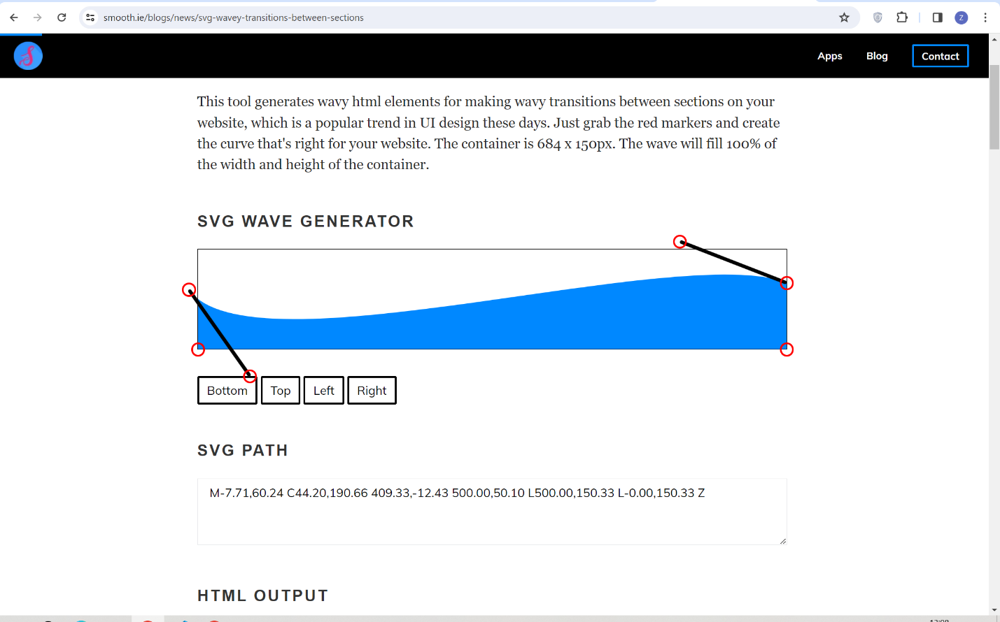 smooth.ie/blogs/news/svg-wavey-transitions-between-sections
Z
S
Apps Blog Contact
This tool generates wavy html elements for making wavy transitions between sections on your
website, which is a popular trend in UI design these days. Just grab the red markers and create
the curve that's right for your website. The container is 684 x 150px. The wave will fill 100% of
the width and height of the container.
SVG WAVE GENERATOR
Bottom Top Left Right
SVG PATH
M-7.71,60.24 C44.20,190.66 409.33,-12.43 500.00,50.10 L500.00,150.33 L-0.00,150.33 Z
HTML OUTPUT